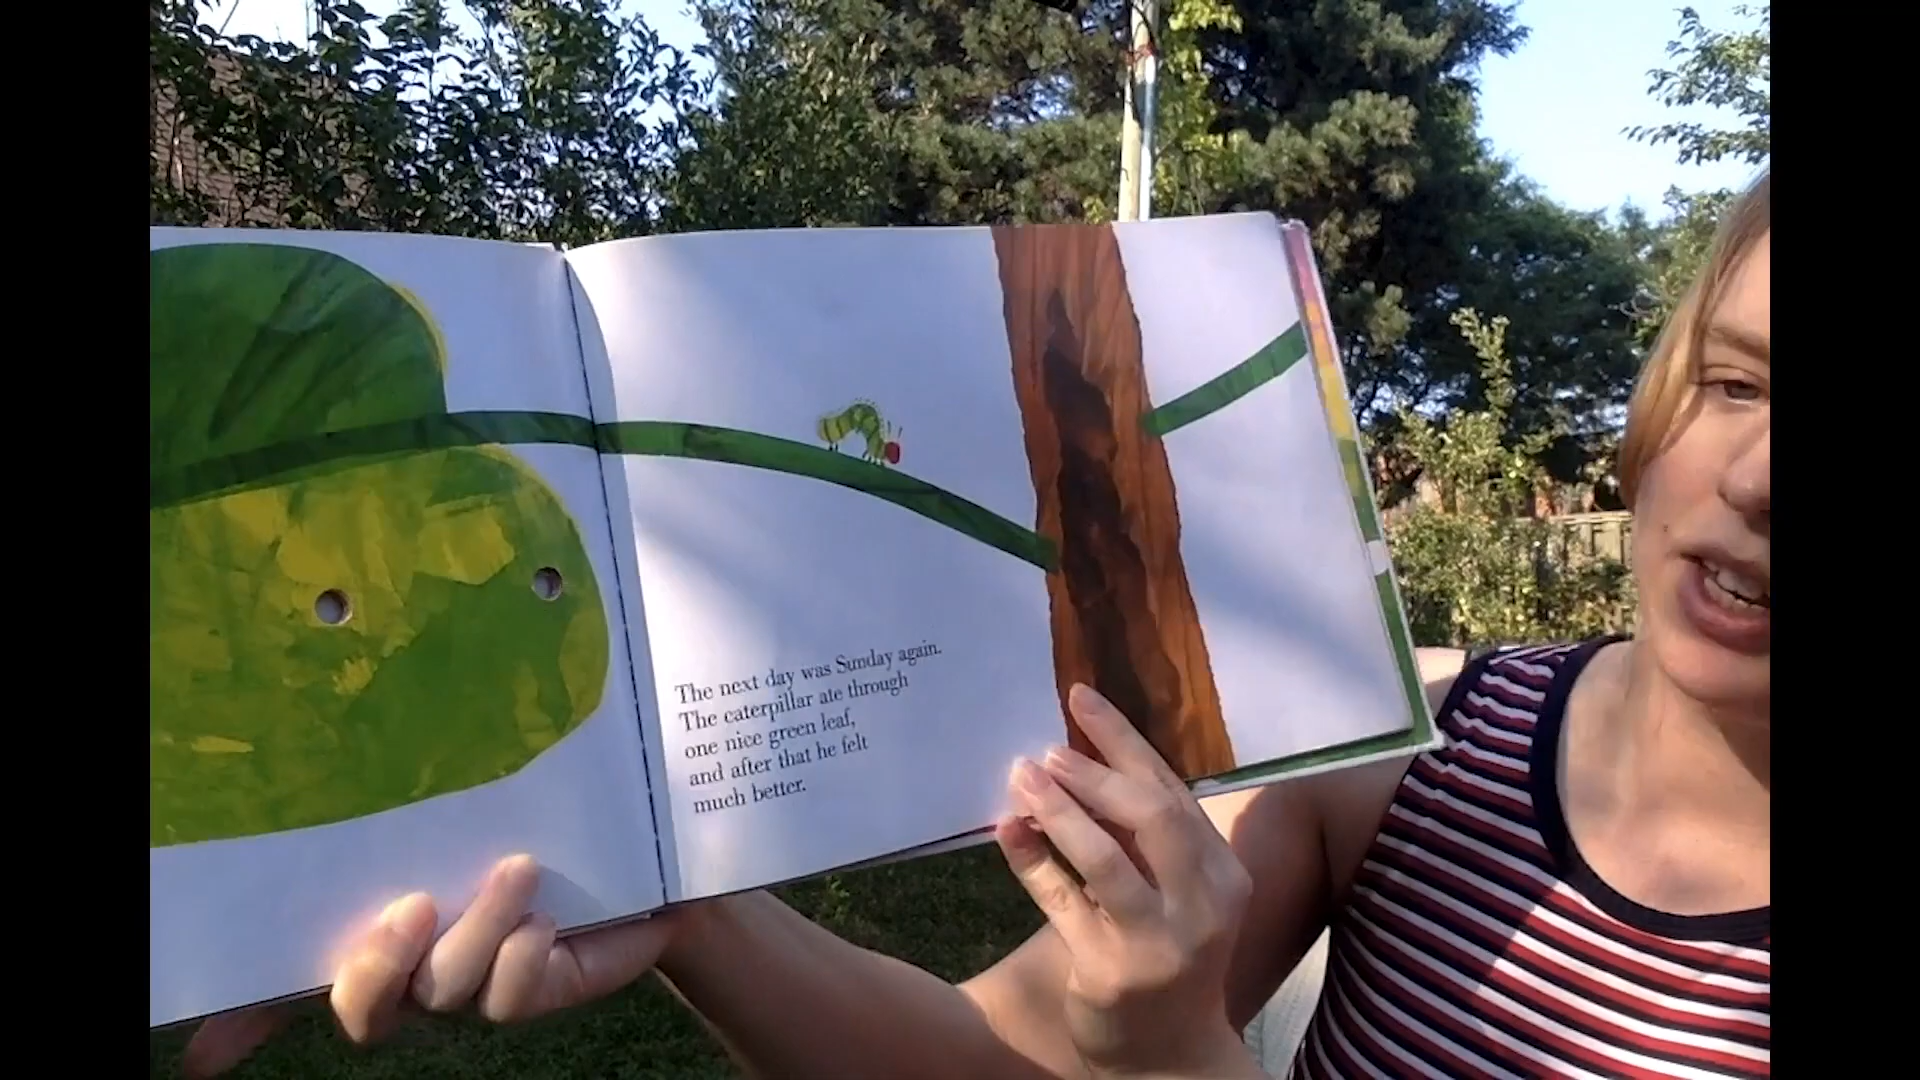 The next day was Sunday again.
The caterpillar ate through
one nice green leaf,
and after that he felt
much better.